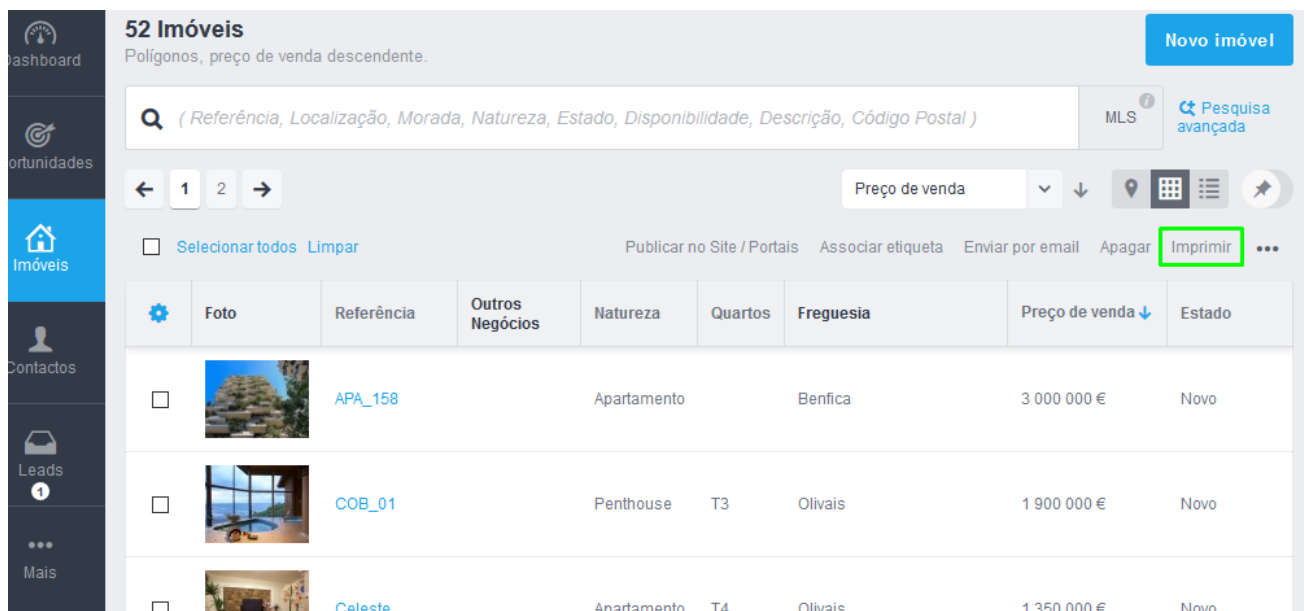 52 Imóveis
Polígonos, preço de venda descendente.
Novo imóvel
( Referência, Localização, Morada, Natureza, Estado, Disponibilidade, Descrição, Código Postal )
MLS
i
Pesquisa
avançada
1 2
Preço de venda
Selecionar todos Limpar
Publicar no Site / Portais Associar etiqueta Enviar por email Apagar Imprimir
Foto Referência Outros Negócios Natureza Quartos Freguesia Preço de venda Estado
APA_158 Apartamento Benfica 3 000 000 € Novo
COB_01 Penthouse T3 Olivais 1 900 000 € Novo
Celeste Apartamento T4 Olivais 1 350 000 € Novo
Dashboard
ortunidades
Imóveis
Contactos
Leads
1
Mais